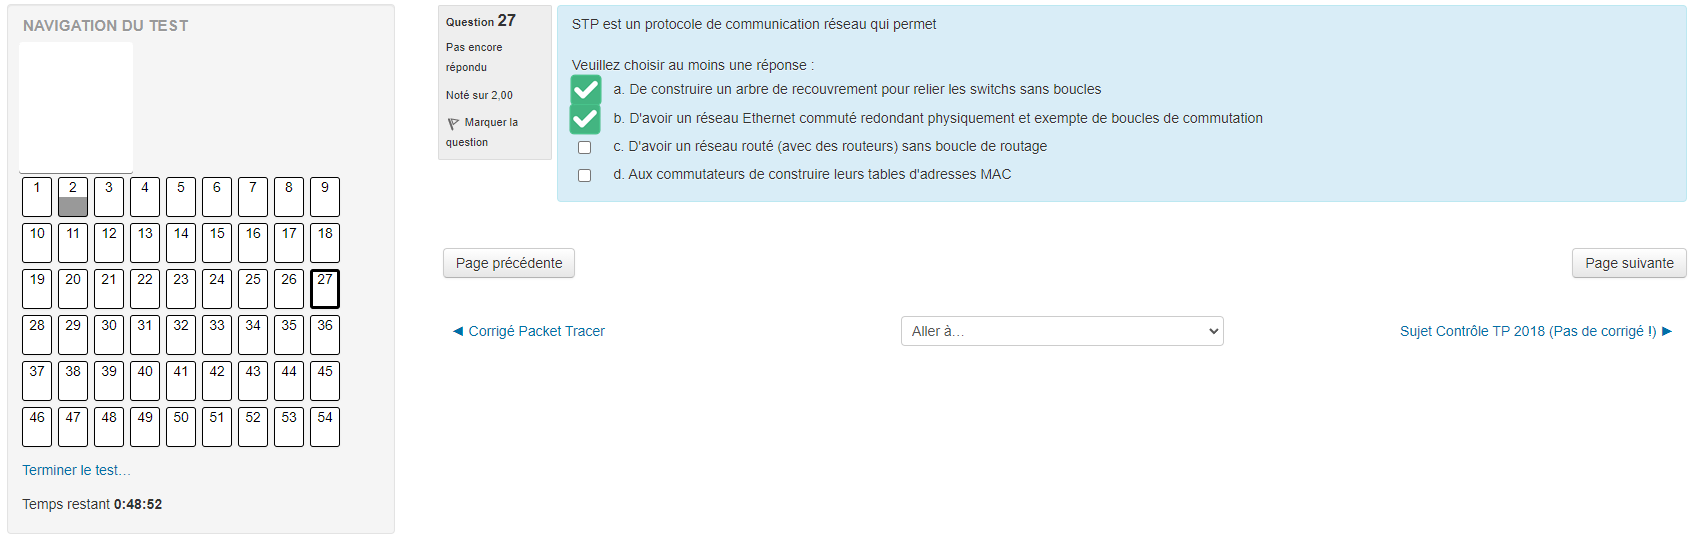 NAVIGATION DU TEST
1 2 3 4 5 6 7 8 9
10 11 12 13 14 15 16 17 18
19 20 21 22 23 24 25 26 27
28 29 30 31 32 33 34 35 36
37 38 39 40 41 42 43 44 45
46 47 48 49 50 51 52 53 54
Terminer le test…
Temps restant 0:48:52
Question 27
Pas encore
répondu
Noté sur 2,00
Marquer la
question
STP est un protocole de communication réseau qui permet
Veuillez choisir au moins une réponse :
a. De construire un arbre de recouvrement pour relier les switchs sans boucles
b. D'avoir un réseau Ethernet commuté redondant physiquement et exempte de boucles de commutation
c. D'avoir un réseau routé (avec des routeurs) sans boucle de routage
d. Aux commutateurs de construire leurs tables d'adresses MAC
Page précédente
Page suivante
◄ Corrigé Packet Tracer
Aller à…
Sujet Contrôle TP 2018 (Pas de corrigé !) ►